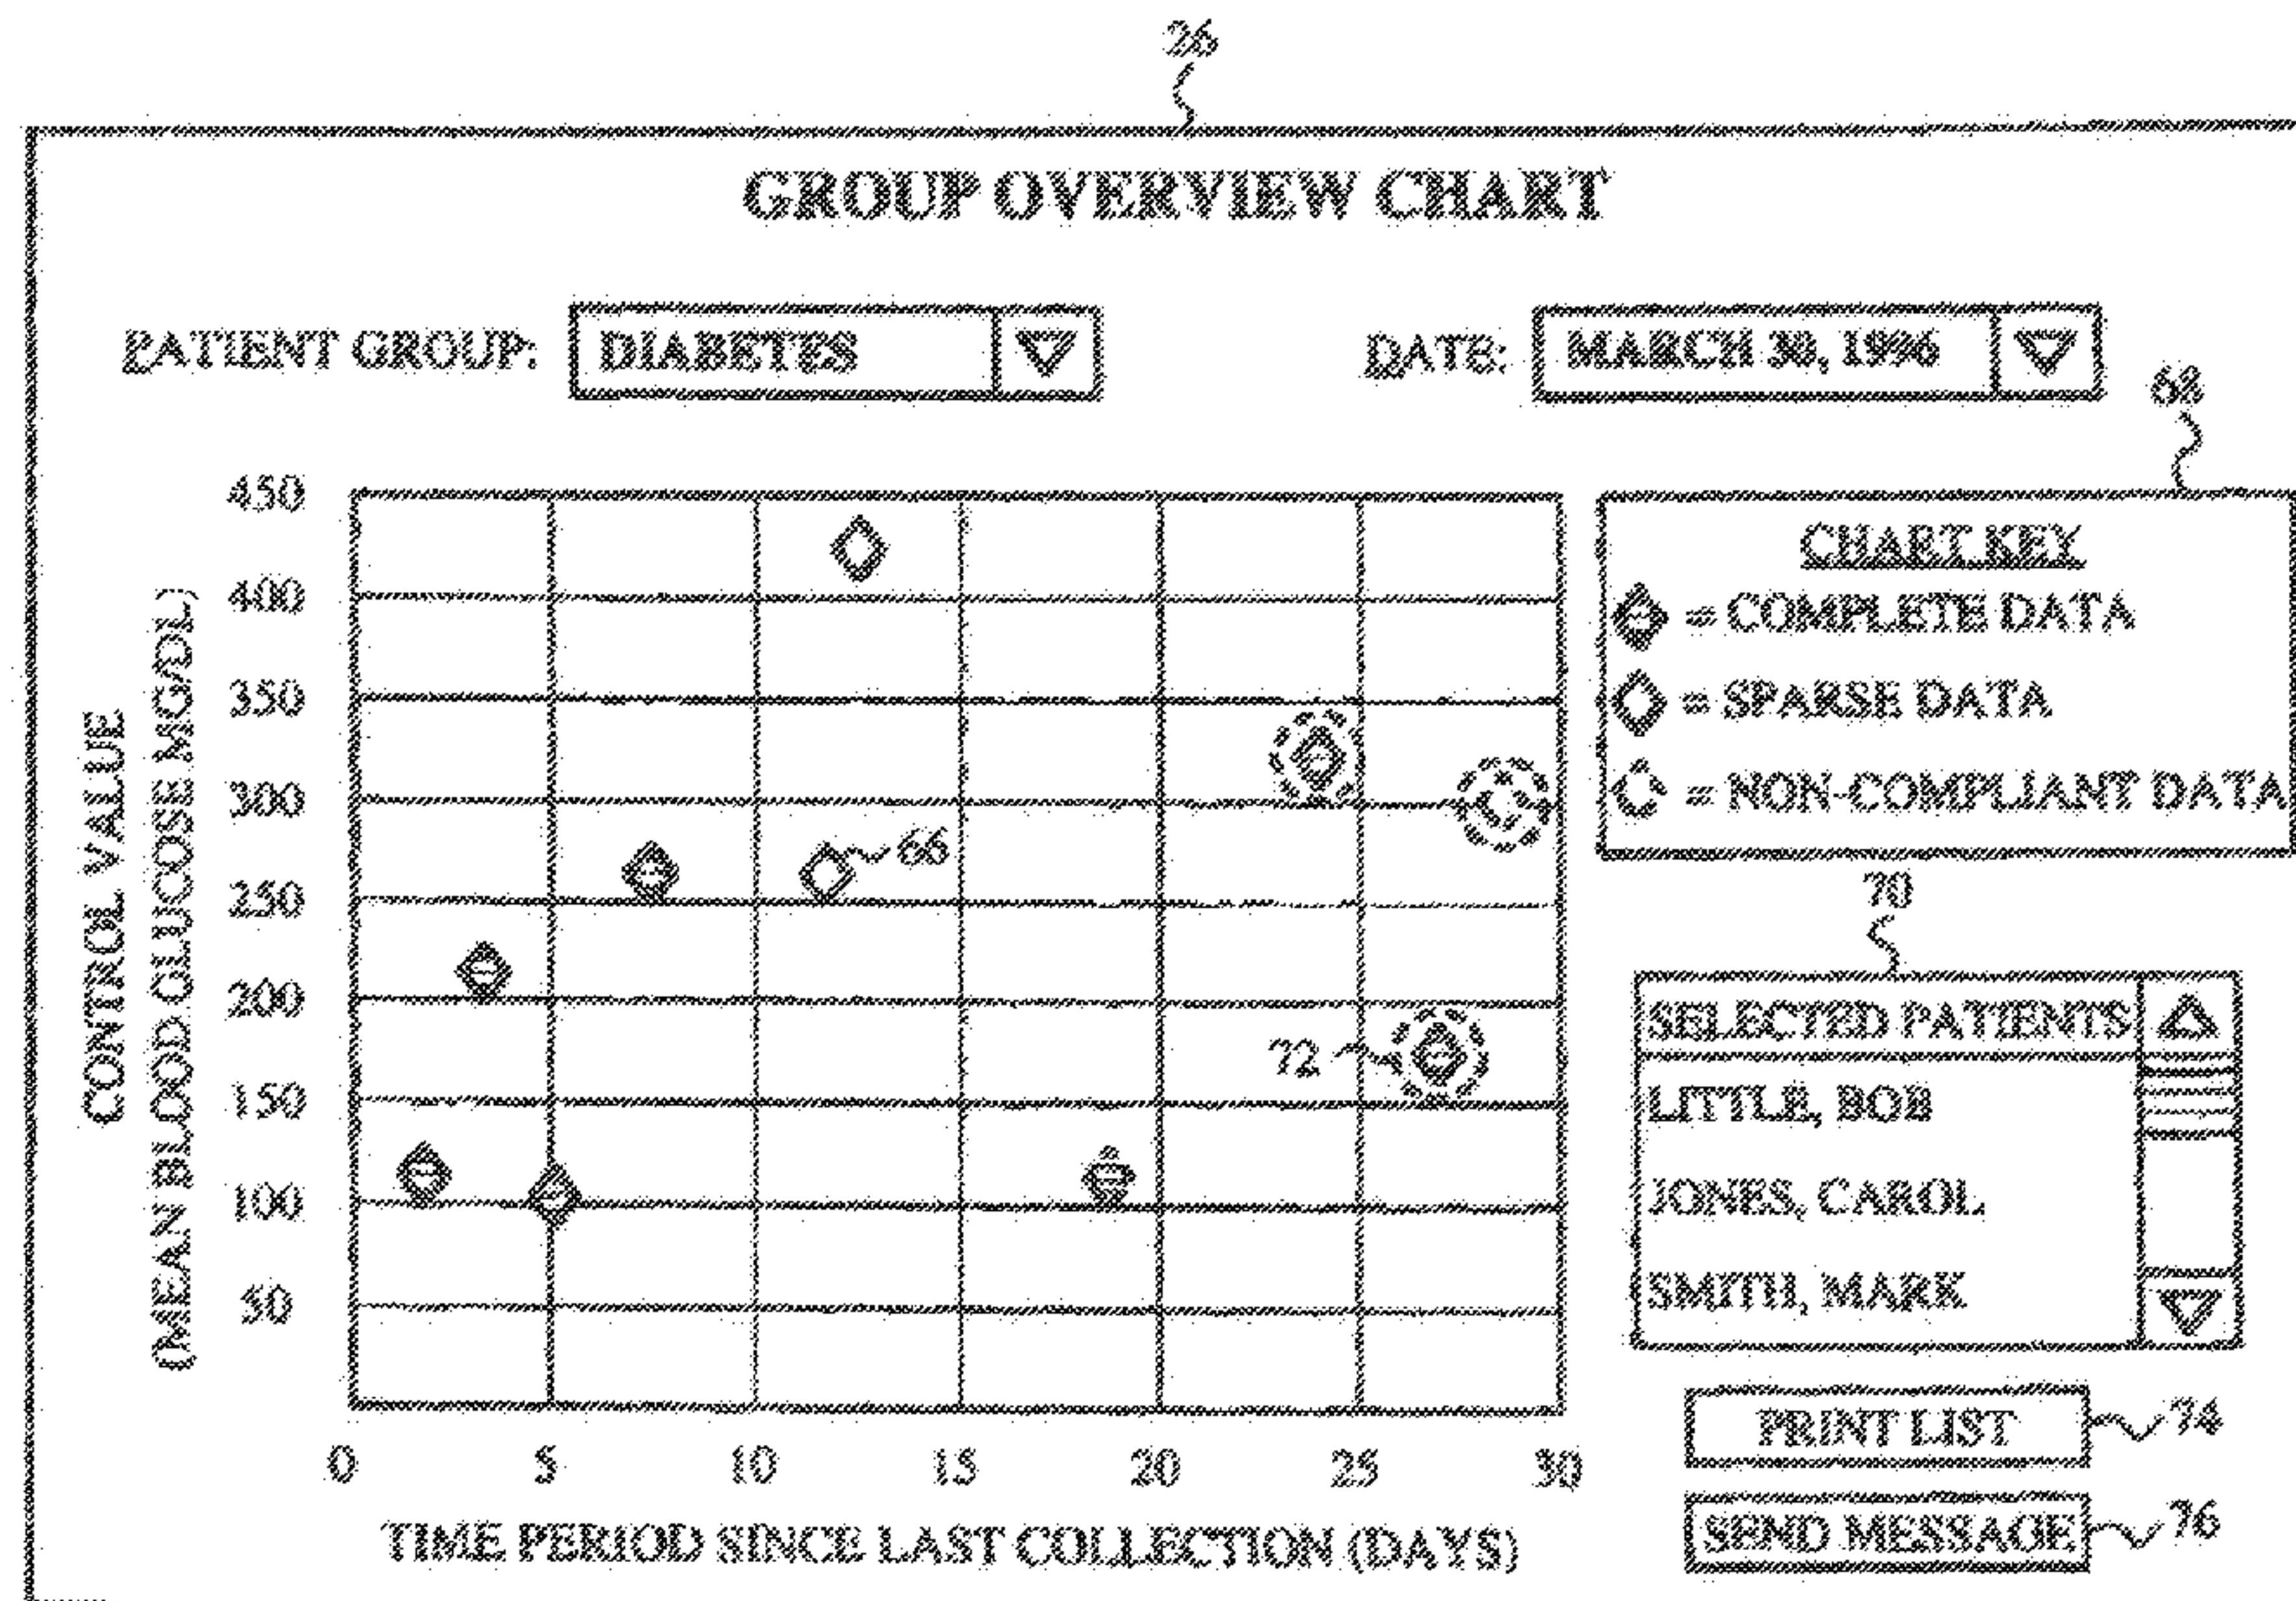 26
GROUP OVERVIEW CHART
PATIENT GROUP: DIABETES
DATE: MARCH 30, 1996
68
CONTROL VALUE
(MEAN BLOOD GLUCOSE MG/DL)
450
400
350
300
250
200
150
100
50
66
72
0 5 10 15 20 25 30
TIME PERIOD SINCE LAST COLLECTION (DAYS)
CHART KEY
= COMPLETE DATA
= SPARSE DATA
= NON-COMPLIANT DATA
70
SELECTED PATIENTS
LITTLE, BOB
JONES, CAROL
SMITH, MARK
PRINT LIST 74
SEND MESSAGE 76